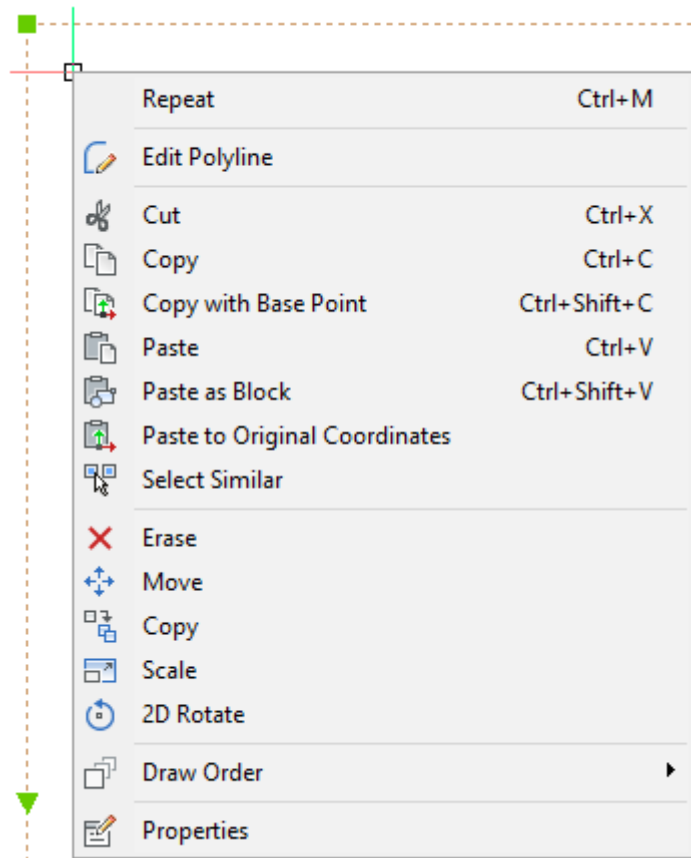 Repeat Ctrl+M
Edit Polyline
Cut Ctrl+X
Copy Ctrl+C
Copy with Base Point Ctrl+Shift+C
Paste Ctrl+V
Paste as Block Ctrl+Shift+V
Paste to Original Coordinates
Select Similar
Erase
Move
Copy
Scale
2D Rotate
Draw Order
Properties